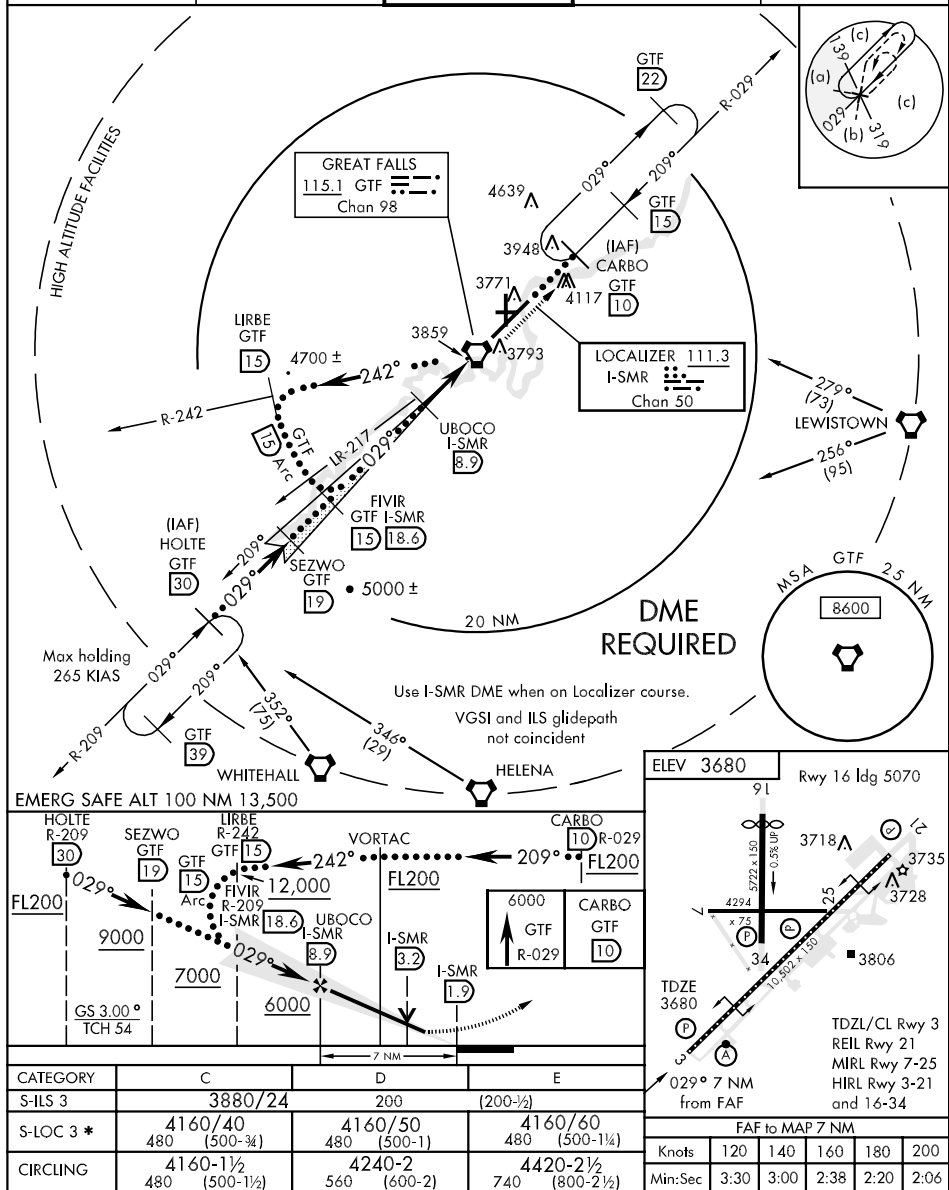 HIGH ALTITUDE FACILITIES
GTF
22
R-029
139
(c)
(a)
(c)
029
(b)
319
GREAT FALLS
115.1 GTF
Chan 98
4639
029°
209°
GTF
15
3948
(IAF)
CARBO
GTF
10
3771
4117
3859
3793
LIRBE
GTF
15
4700 ±
242°
R-242
LOCALIZER 111.3
I-SMR
Chan 50
279°
(73)
LEWISTOWN
256°
(95)
15 GTF Arc
LR-217
029°
UBOCO
I-SMR
8.9
(IAF)
HOLTE
GTF
30
209°
029°
FIVIR
GTF I-SMR
15 18.6
SEZWO
GTF
19
5000 ±
20 NM
DME
REQUIRED
MSA GTF 25 NM
8600
Max holding
265 KIAS
029°
209°
R-209
GTF
39
352°
(75)
346°
(29)
Use I-SMR DME when on Localizer course.
VGSI and ILS glidepath
not coincident
WHITEHALL
HELENA
EMERG SAFE ALT 100 NM 13,500
HOLTE
R-209
30
SEZWO
GTF
19
GTF
15
Arc
LIRBE
R-242
GTF 15
VORTAC
CARBO
10 R-029
242°
209°
FL200
029°
12,000
FL200
FL200
FIVIR
R-209
I-SMR 18.6
UBOCO
I-SMR
8.9
9000
029°
7000
6000
I-SMR
3.2
I-SMR
1.9
6000
GTF
R-029
CARBO
GTF
10
GS 3.00°
TCH 54
7 NM
ELEV 3680
Rwy 16 ldg 5070
16
5722 x 150
0.5% UP
3718
P
21
3735
3728
4294
x 75
7
25
P
P
34
3806
10,502 x 150
TDZE
3680
P
A
3
029° 7 NM
from FAF
TDZL/CL Rwy 3
REIL Rwy 21
MIRL Rwy 7-25
HIRL Rwy 3-21
and 16-34
CATEGORY C D E
S-ILS 3 3880/24 200 (200-½)
S-LOC 3 * 4160/40 480 (500-¾) 4160/50 480 (500-1) 4160/60 480 (500-1¼)
CIRCLING 4160-1½ 480 (500-1½) 4240-2 560 (600-2) 4420-2½ 740 (800-2½)
FAF to MAP 7 NM
Knots 120 140 160 180 200
Min:Sec 3:30 3:00 2:38 2:20 2:06